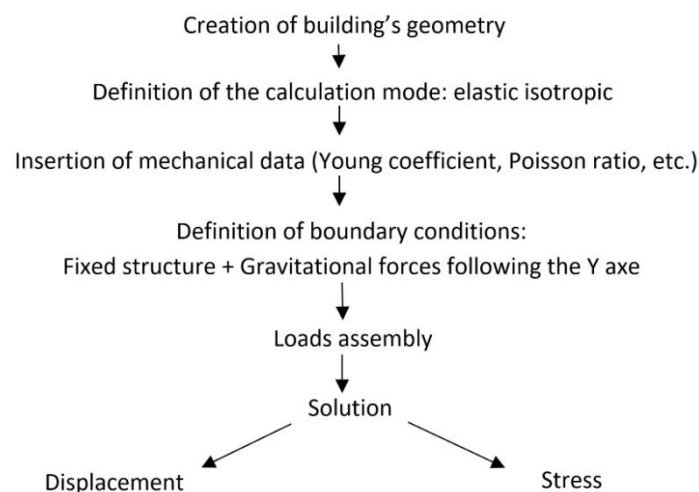 Creation of building’s geometry
Definition of the calculation mode: elastic isotropic
Insertion of mechanical data (Young coefficient, Poisson ratio, etc.)
Definition of boundary conditions:
Fixed structure + Gravitational forces following the Y axe
Loads assembly
Solution
Displacement
Stress